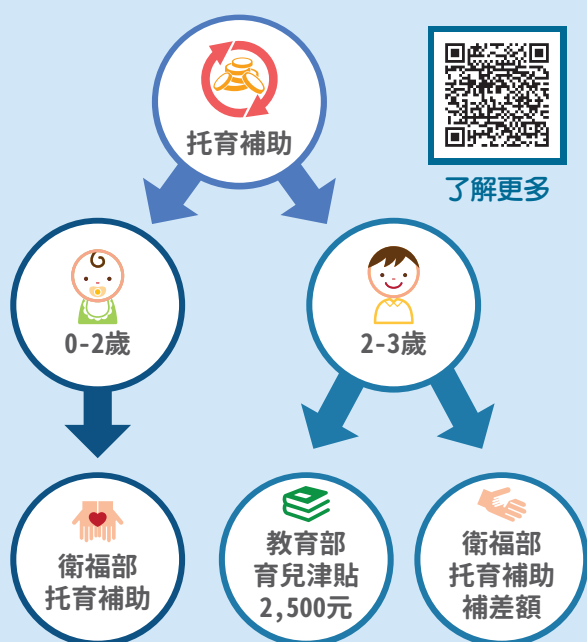 托育補助
了解更多
0-2歲
2-3歲
衛福部
托育補助
教育部
育兒津貼
2,500元
衛福部
托育補助
補差額